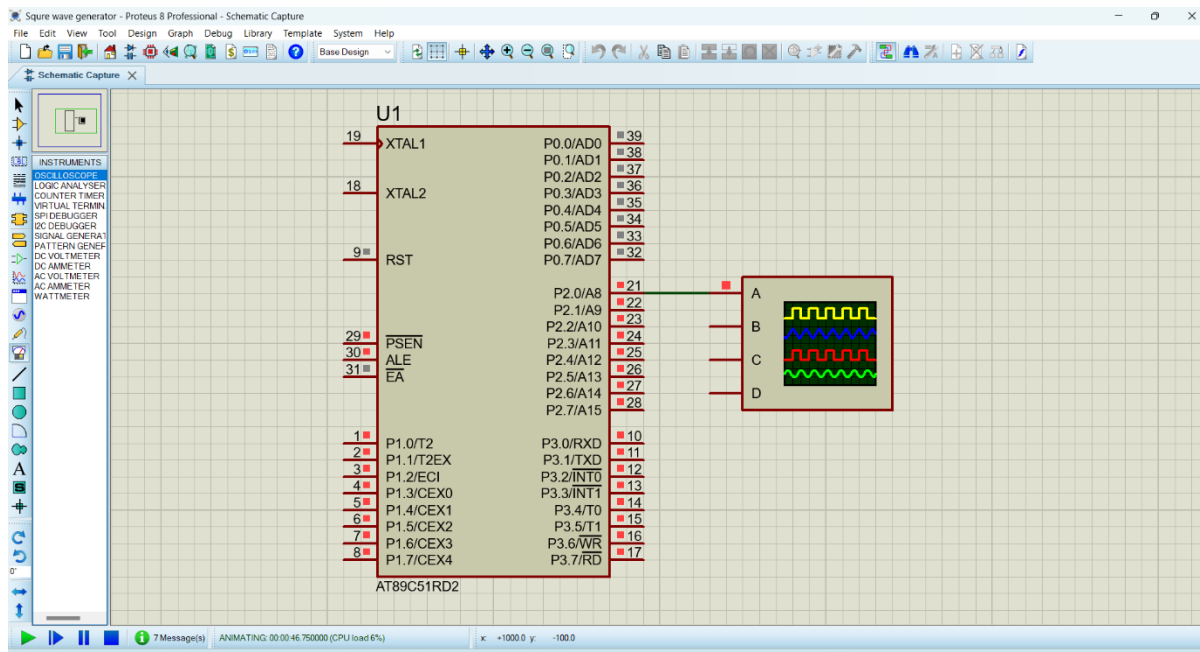 Squre wave generator - Proteus 8 Professional - Schematic Capture
File Edit View Tool Design Graph Debug Library Template System Help
Base Design
Schematic Capture
INSTRUMENTS
OSCILLOSCOPE
LOGIC ANALYSER
COUNTER TIMER
VIRTUAL TERMIN
SPI DEBUGGER
I2C DEBUGGER
SIGNAL GENERAT
PATTERN GENEF
DC VOLTMETER
DC AMMETER
AC VOLTMETER
AC AMMETER
WATTMETER
U1
19 XTAL1 P0.0/AD0 39
P0.1/AD1 38
P0.2/AD2 37
18 XTAL2 P0.3/AD3 36
P0.4/AD4 35
P0.5/AD5 34
P0.6/AD6 33
9 RST P0.7/AD7 32
P2.0/A8 21
P2.1/A9 22
P2.2/A10 23
29 PSEN P2.3/A11 24
30 ALE P2.4/A12 25
31 EA P2.5/A13 26
P2.6/A14 27
P2.7/A15 28
1 P1.0/T2 P3.0/RXD 10
2 P1.1/T2EX P3.1/TXD 11
3 P1.2/ECI P3.2/INT0 12
4 P1.3/CEX0 P3.3/INT1 13
5 P1.4/CEX1 P3.4/T0 14
6 P1.5/CEX2 P3.5/T1 15
7 P1.6/CEX3 P3.6/WR 16
8 P1.7/CEX4 P3.7/RD 17
AT89C51RD2
A
B
C
D
0°
7 Message(s) ANIMATING: 00:00:46.750000 (CPU load 6%) x: +1000.0 y: -100.0